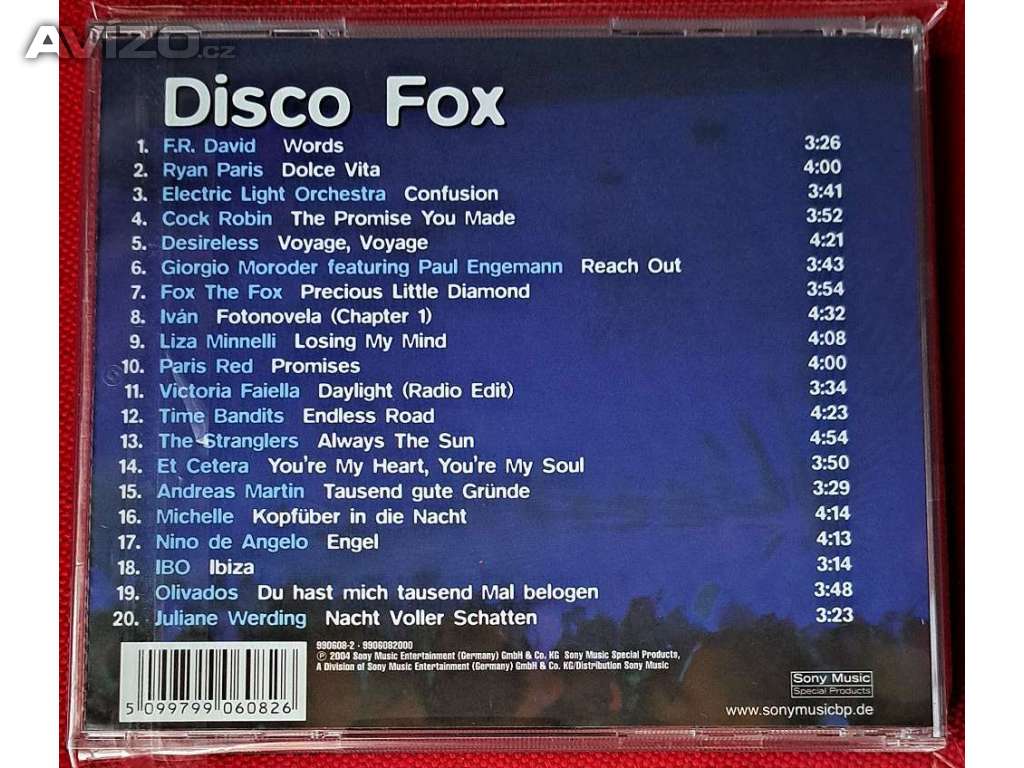 AVIZO.cz
Disco Fox
1. F.R. David Words 3:26
2. Ryan Paris Dolce Vita 4:00
3. Electric Light Orchestra Confusion 3:41
4. Cock Robin The Promise You Made 3:52
5. Desireless Voyage, Voyage 4:21
6. Giorgio Moroder featuring Paul Engemann Reach Out 3:43
7. Fox The Fox Precious Little Diamond 3:54
8. Iván Fotonovela (Chapter 1) 4:32
9. Liza Minnelli Losing My Mind 4:08
10. Paris Red Promises 4:00
11. Victoria Faiella Daylight (Radio Edit) 3:34
12. Time Bandits Endless Road 4:23
13. The Stranglers Always The Sun 4:54
14. Et Cetera You're My Heart, You're My Soul 3:50
15. Andreas Martin Tausend gute Gründe 3:29
16. Michelle Kopfüber in die Nacht 4:14
17. Nino de Angelo Engel 4:13
18. IBO Ibiza 3:14
19. Olivados Du hast mich tausend Mal belogen 3:48
20. Juliane Werding Nacht Voller Schatten 3:23
990608-2 · 9906082000
℗ 2004 Sony Music Entertainment (Germany) GmbH & Co. KG Sony Music Special Products,
A Division of Sony Music Entertainment (Germany) GmbH & Co. KG/Distribution Sony Music
5 099799 060826
Sony Music
Special Products
www.sonymusicbp.de